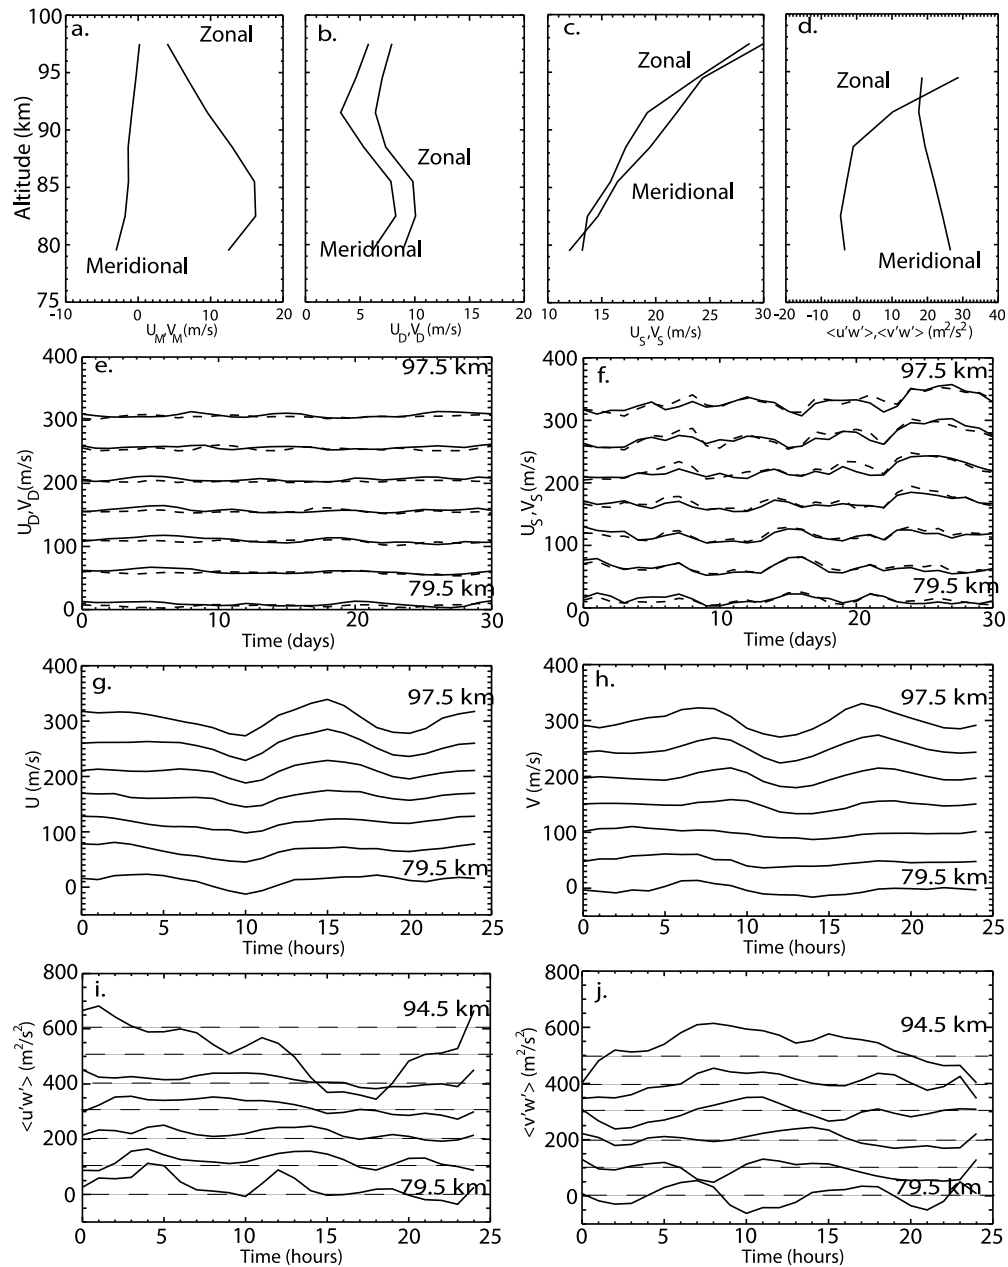 a.
Zonal
Meridional
100
95
90
85
80
75
Altitude (km)
-10
0
10
20
U_M, V_M (m/s)
b.
Zonal
Meridional
0
5
10
15
20
U_D, V_D (m/s)
c.
Zonal
Meridional
10
15
20
25
30
U_S, V_S (m/s)
d.
Zonal
Meridional
-20
-10
0
10
20
30
40
<u'w'>, <v'w'> (m²/s²)
e.
97.5 km
79.5 km
400
300
200
100
0
U_D, V_D (m/s)
0
10
20
30
Time (days)
f.
97.5 km
79.5 km
400
300
200
100
0
U_S, V_S (m/s)
0
10
20
30
Time (days)
g.
97.5 km
79.5 km
400
300
200
100
0
U (m/s)
0
5
10
15
20
25
Time (hours)
h.
97.5 km
79.5 km
400
300
200
100
0
V (m/s)
0
5
10
15
20
25
Time (hours)
i.
94.5 km
79.5 km
800
600
400
200
0
<u'w'> (m²/s²)
0
5
10
15
20
25
Time (hours)
j.
94.5 km
79.5 km
800
600
500
400
300
200
100
0
<v'w'> (m²/s²)
0
5
10
15
20
25
Time (hours)